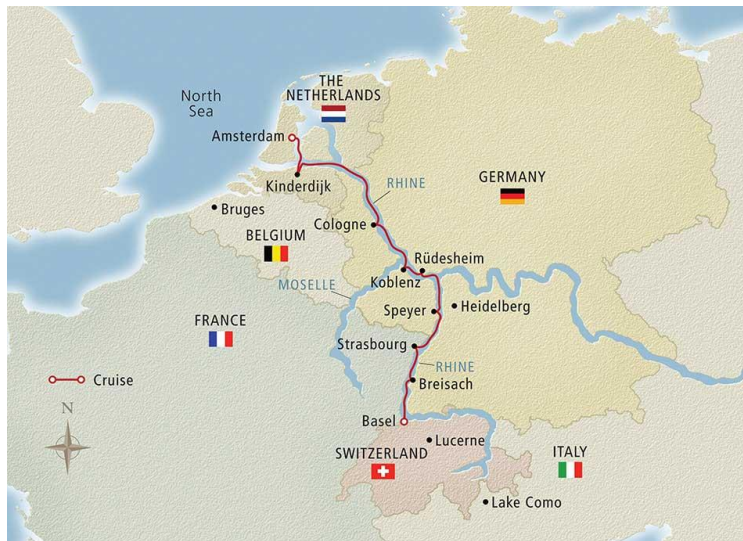 THE
NETHERLANDS
North
Sea
Amsterdam
GERMANY
RHINE
Kinderdijk
Bruges
Cologne
BELGIUM
Rüdesheim
Koblenz
MOSELLE
Heidelberg
Speyer
FRANCE
Strasbourg
RHINE
Cruise
Breisach
N
Basel
Lucerne
SWITZERLAND
ITALY
Lake Como